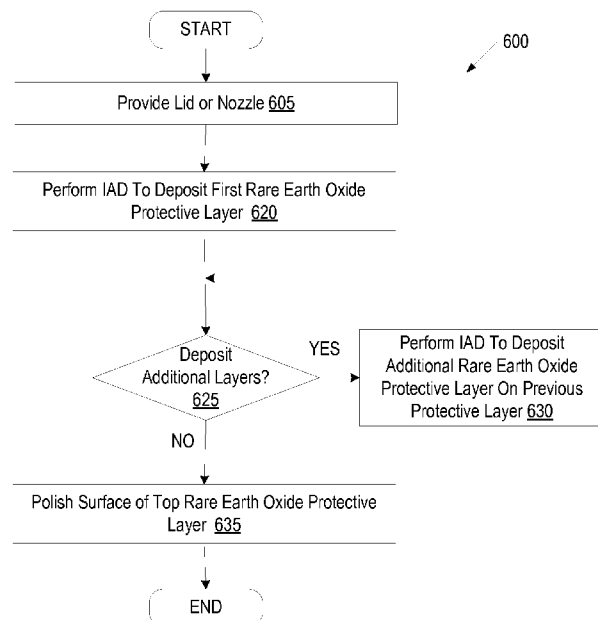 START
600
Provide Lid or Nozzle 605
Perform IAD To Deposit First Rare Earth Oxide
Protective Layer 620
Deposit
Additional Layers?
625
YES
Perform IAD To Deposit
Additional Rare Earth Oxide
Protective Layer On Previous
Protective Layer 630
NO
Polish Surface of Top Rare Earth Oxide Protective
Layer 635
END